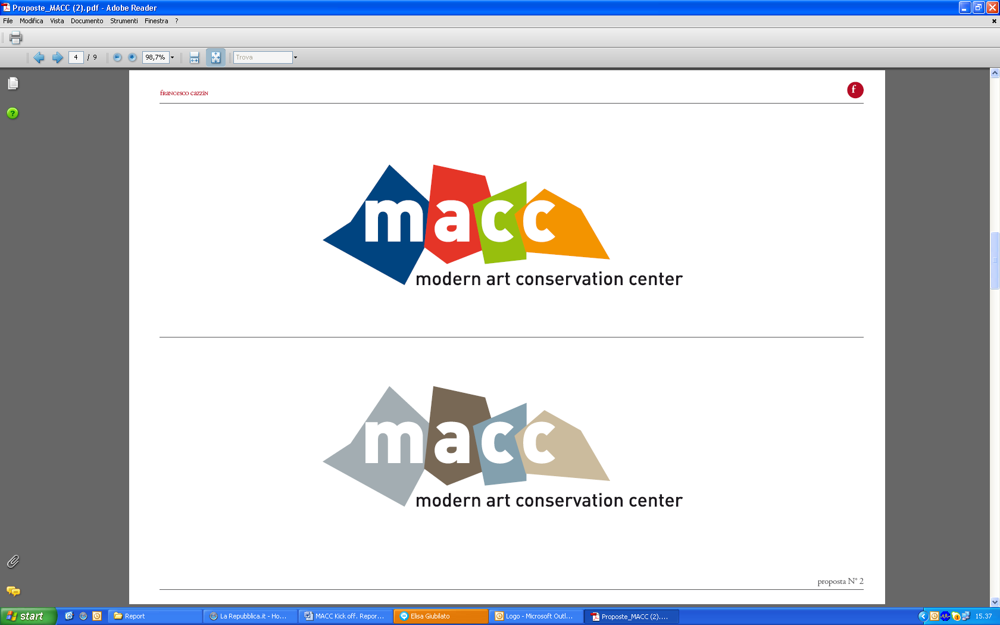 Proposte_MACC (2).pdf - Adobe Reader
File Modifica Vista Documento Strumenti Finestra ?
4 / 9 98,7% Trova
francesco cazzin
f
macc
modern art conservation center
macc
modern art conservation center
proposta N° 2
start Report La Repubblica.it - Ho... MACC Kick off. Repor... Elisa Giubilato Logo - Microsoft Outl... Proposte_MACC (2).... 15.37